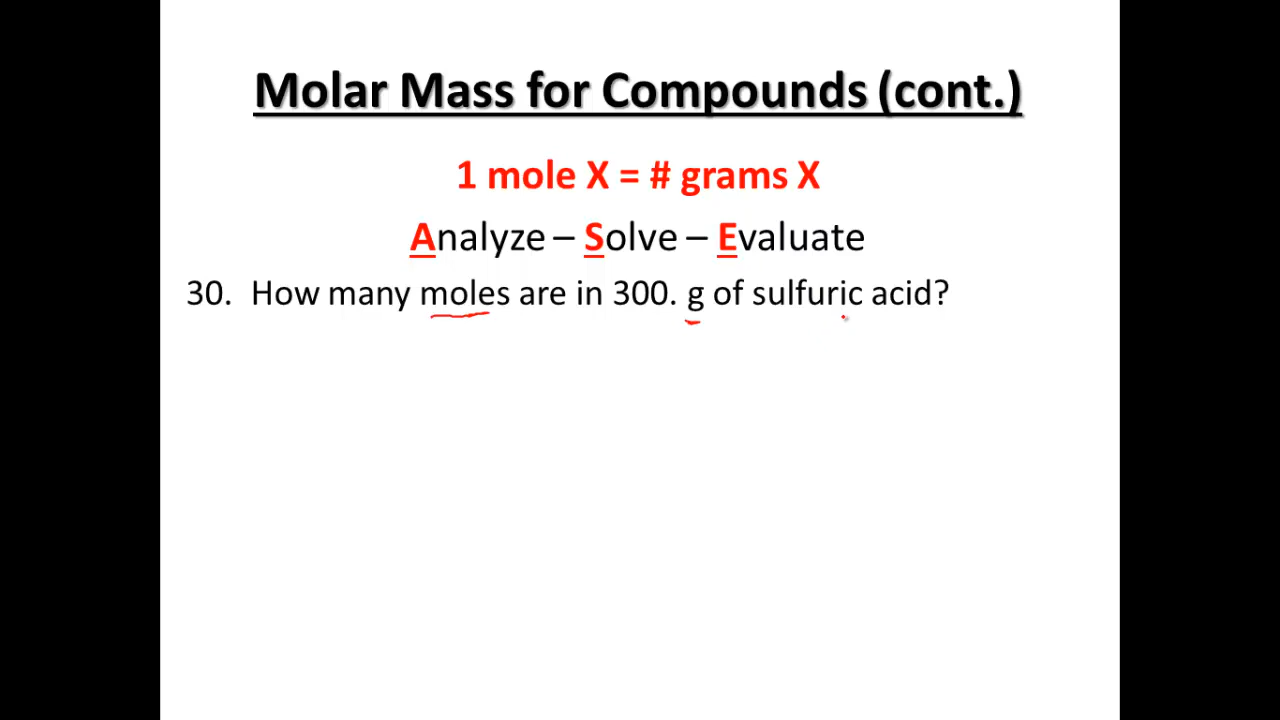 Molar Mass for Compounds (cont.)
1 mole X = # grams X
Analyze – Solve – Evaluate
30. How many moles are in 300. g of sulfuric acid?